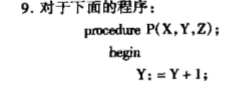 9. 对于下面的程序:
procedure P(X,Y,Z);
begin
Y:=Y+1;